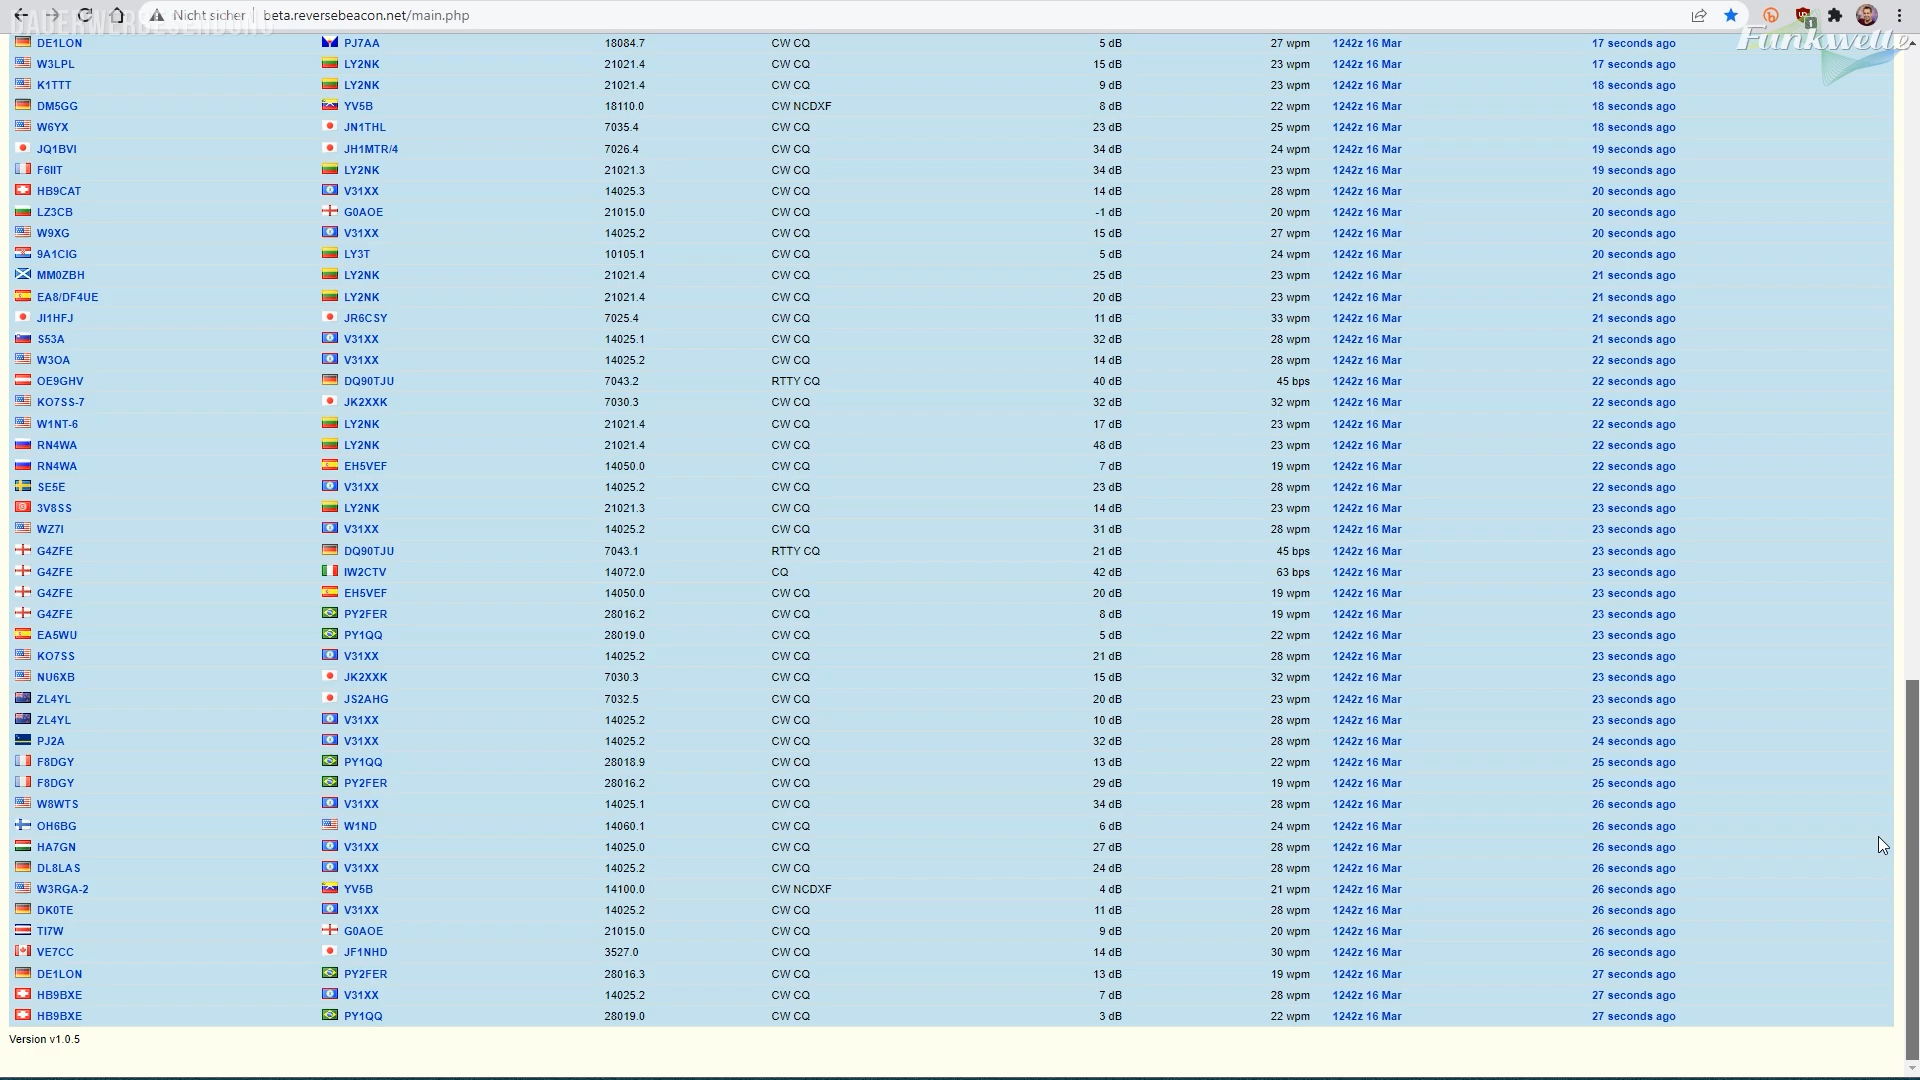 DAUERWERBESENDUNG
Nicht sicher | beta.reversebeacon.net/main.php
Funkwelle
DE1LON PJ7AA 18084.7 CW CQ 5 dB 27 wpm 1242z 16 Mar 17 seconds ago
W3LPL LY2NK 21021.4 CW CQ 15 dB 23 wpm 1242z 16 Mar 17 seconds ago
K1TTT LY2NK 21021.4 CW CQ 9 dB 23 wpm 1242z 16 Mar 18 seconds ago
DM5GG YV5B 18110.0 CW NCDXF 8 dB 22 wpm 1242z 16 Mar 18 seconds ago
W6YX JN1THL 7035.4 CW CQ 23 dB 25 wpm 1242z 16 Mar 18 seconds ago
JQ1BVI JH1MTR/4 7026.4 CW CQ 34 dB 24 wpm 1242z 16 Mar 19 seconds ago
F6IIT LY2NK 21021.3 CW CQ 34 dB 23 wpm 1242z 16 Mar 19 seconds ago
HB9CAT V31XX 14025.3 CW CQ 14 dB 28 wpm 1242z 16 Mar 20 seconds ago
LZ3CB G0AOE 21015.0 CW CQ -1 dB 20 wpm 1242z 16 Mar 20 seconds ago
W9XG V31XX 14025.2 CW CQ 15 dB 27 wpm 1242z 16 Mar 20 seconds ago
9A1CIG LY3T 10105.1 CW CQ 5 dB 24 wpm 1242z 16 Mar 20 seconds ago
MM0ZBH LY2NK 21021.4 CW CQ 25 dB 23 wpm 1242z 16 Mar 21 seconds ago
EA8/DF4UE LY2NK 21021.4 CW CQ 20 dB 23 wpm 1242z 16 Mar 21 seconds ago
JI1HFJ JR6CSY 7025.4 CW CQ 11 dB 33 wpm 1242z 16 Mar 21 seconds ago
S53A V31XX 14025.1 CW CQ 32 dB 28 wpm 1242z 16 Mar 21 seconds ago
W3OA V31XX 14025.2 CW CQ 14 dB 28 wpm 1242z 16 Mar 22 seconds ago
OE9GHV DQ90TJU 7043.2 RTTY CQ 40 dB 45 bps 1242z 16 Mar 22 seconds ago
KO7SS-7 JK2XXK 7030.3 CW CQ 32 dB 32 wpm 1242z 16 Mar 22 seconds ago
W1NT-6 LY2NK 21021.4 CW CQ 17 dB 23 wpm 1242z 16 Mar 22 seconds ago
RN4WA LY2NK 21021.4 CW CQ 48 dB 23 wpm 1242z 16 Mar 22 seconds ago
RN4WA EH5VEF 14050.0 CW CQ 7 dB 19 wpm 1242z 16 Mar 22 seconds ago
SE5E V31XX 14025.2 CW CQ 23 dB 28 wpm 1242z 16 Mar 22 seconds ago
3V8SS LY2NK 21021.3 CW CQ 14 dB 23 wpm 1242z 16 Mar 23 seconds ago
WZ7I V31XX 14025.2 CW CQ 31 dB 28 wpm 1242z 16 Mar 23 seconds ago
G4ZFE DQ90TJU 7043.1 RTTY CQ 21 dB 45 bps 1242z 16 Mar 23 seconds ago
G4ZFE IW2CTV 14072.0 CQ 42 dB 63 bps 1242z 16 Mar 23 seconds ago
G4ZFE EH5VEF 14050.0 CW CQ 20 dB 19 wpm 1242z 16 Mar 23 seconds ago
G4ZFE PY2FER 28016.2 CW CQ 8 dB 19 wpm 1242z 16 Mar 23 seconds ago
EA5WU PY1QQ 28019.0 CW CQ 5 dB 22 wpm 1242z 16 Mar 23 seconds ago
KO7SS V31XX 14025.2 CW CQ 21 dB 28 wpm 1242z 16 Mar 23 seconds ago
NU6XB JK2XXK 7030.3 CW CQ 15 dB 32 wpm 1242z 16 Mar 23 seconds ago
ZL4YL JS2AHG 7032.5 CW CQ 20 dB 23 wpm 1242z 16 Mar 23 seconds ago
ZL4YL V31XX 14025.2 CW CQ 10 dB 28 wpm 1242z 16 Mar 23 seconds ago
PJ2A V31XX 14025.2 CW CQ 32 dB 28 wpm 1242z 16 Mar 24 seconds ago
F8DGY PY1QQ 28018.9 CW CQ 13 dB 22 wpm 1242z 16 Mar 25 seconds ago
F8DGY PY2FER 28016.2 CW CQ 29 dB 19 wpm 1242z 16 Mar 25 seconds ago
W8WTS V31XX 14025.1 CW CQ 34 dB 28 wpm 1242z 16 Mar 26 seconds ago
OH6BG W1ND 14060.1 CW CQ 6 dB 24 wpm 1242z 16 Mar 26 seconds ago
HA7GN V31XX 14025.0 CW CQ 27 dB 28 wpm 1242z 16 Mar 26 seconds ago
DL8LAS V31XX 14025.2 CW CQ 24 dB 28 wpm 1242z 16 Mar 26 seconds ago
W3RGA-2 YV5B 14100.0 CW NCDXF 4 dB 21 wpm 1242z 16 Mar 26 seconds ago
DK0TE V31XX 14025.2 CW CQ 11 dB 28 wpm 1242z 16 Mar 26 seconds ago
TI7W G0AOE 21015.0 CW CQ 9 dB 20 wpm 1242z 16 Mar 26 seconds ago
VE7CC JF1NHD 3527.0 CW CQ 14 dB 30 wpm 1242z 16 Mar 26 seconds ago
DE1LON PY2FER 28016.3 CW CQ 13 dB 19 wpm 1242z 16 Mar 27 seconds ago
HB9BXE V31XX 14025.2 CW CQ 7 dB 28 wpm 1242z 16 Mar 27 seconds ago
HB9BXE PY1QQ 28019.0 CW CQ 3 dB 22 wpm 1242z 16 Mar 27 seconds ago
Version v1.0.5